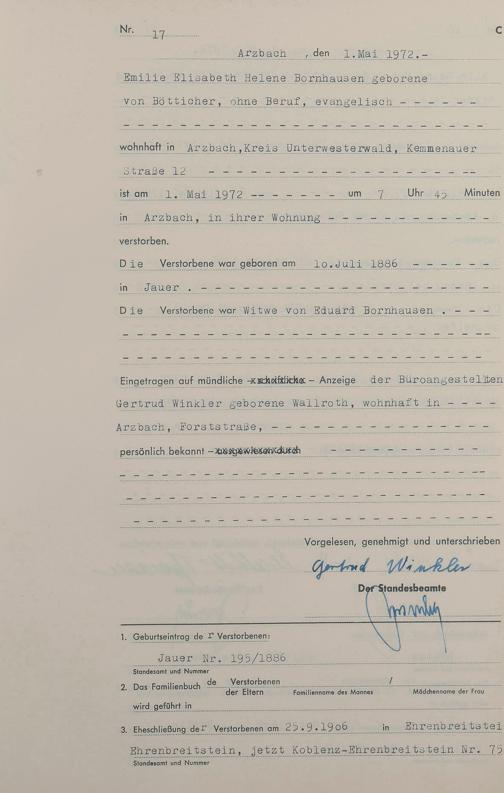 Nr. 17 C
Arzbach , den 1.Mai 1972.-
Emilie Elisabeth Helene Bornhausen geborene
von Bötticher, ohne Beruf, evangelisch - - - - - -
- - - - - - - - - - - - - - - - - - - - - - - - - -
wohnhaft in Arzbach,Kreis Unterwesterwald, Kemmenauer
Straße 12 - - - - - - - - - - - - - - - - - - - -
ist am 1. Mai 1972 -- - - - - - um 7 Uhr 45 Minuten
in Arzbach, in ihrer Wohnung - - - - - - - - - - - -
verstorben.
Die Verstorbene war geboren am 10.Juli 1886 - - - - - -
in Jauer . - - - - - - - - - - - - - - - - - - - - -
Die Verstorbene war Witwe von Eduard Bornhausen . - - -
- - - - - - - - - - - - - - - - - - - - - - - - - -
- - - - - - - - - - - - - - - - - - - - - - - - - -
Eingetragen auf mündliche - schriftliche - Anzeige der Büroangestellten
Gertrud Winkler geborene Wallroth, wohnhaft in - - - -
Arzbach, Forststraße, - - - - - - - - - - - - - - - -
persönlich bekannt - ausgewiesen durch - - - - - - - - - -
- - - - - - - - - - - - - - - - - - - - - - - - - -
- - - - - - - - - - - - - - - - - - - - - - - - - -
- - - - - - - - - - - - - - - - - - - - - - - - - -
Vorgelesen, genehmigt und unterschrieben
Gertrud Winkler
Der Standesbeamte
1. Geburtseintrag de r Verstorbenen:
Jauer Nr. 195/1886
Standesamt und Nummer
2. Das Familienbuch de Verstorbenen /
der Eltern Familienname des Mannes Mädchenname der Frau
wird geführt in
3. Eheschließung der Verstorbenen am 25.9.1906 in Ehrenbreitstei
Ehrenbreitstein, jetzt Koblenz-Ehrenbreitstein Nr. 75
Standesamt und Nummer